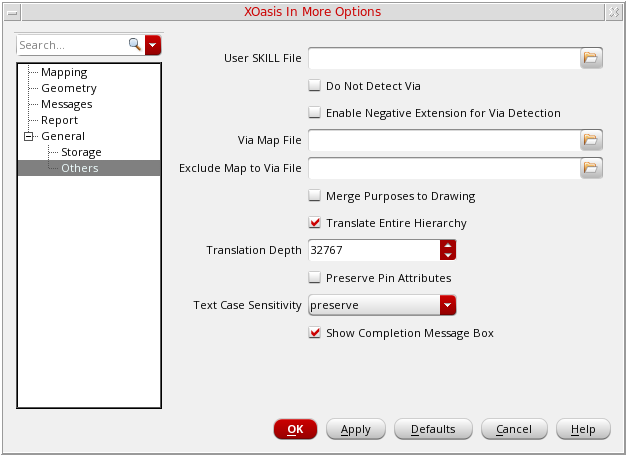 XOasis In More Options
Search...
Mapping
Geometry
Messages
Report
General
Storage
Others
User SKILL File
Do Not Detect Via
Enable Negative Extension for Via Detection
Via Map File
Exclude Map to Via File
Merge Purposes to Drawing
Translate Entire Hierarchy
Translation Depth 32767
Preserve Pin Attributes
Text Case Sensitivity preserve
Show Completion Message Box
OK Apply Defaults Cancel Help